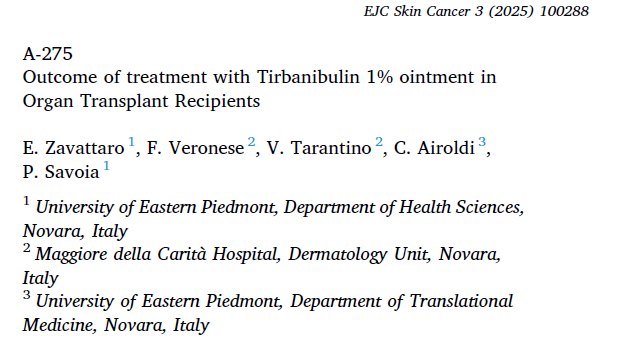 EJC Skin Cancer 3 (2025) 100288
A-275
Outcome of treatment with Tirbanibulin 1% ointment in
Organ Transplant Recipients
E. Zavattaro 1, F. Veronese 2, V. Tarantino 2, C. Airoldi 3,
P. Savoia 1
1 University of Eastern Piedmont, Department of Health Sciences,
Novara, Italy
2 Maggiore della Carità Hospital, Dermatology Unit, Novara,
Italy
3 University of Eastern Piedmont, Department of Translational
Medicine, Novara, Italy